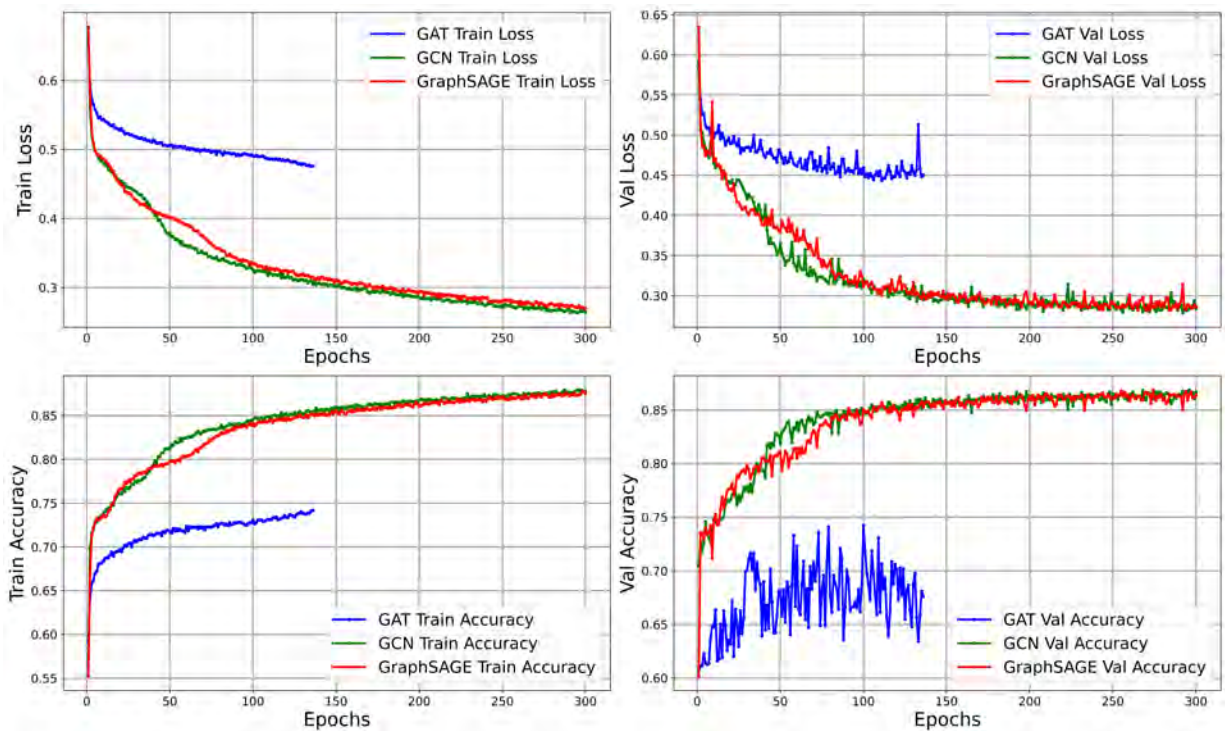 GAT Train Loss
GCN Train Loss
GraphSAGE Train Loss
Train Loss
0.6
0.5
0.4
0.3
0 50 100 150 200 250 300
Epochs
GAT Val Loss
GCN Val Loss
GraphSAGE Val Loss
Val Loss
0.65
0.60
0.55
0.50
0.45
0.40
0.35
0.30
0 50 100 150 200 250 300
Epochs
Train Accuracy
0.85
0.80
0.75
0.70
0.65
0.60
0.55
GAT Train Accuracy
GCN Train Accuracy
GraphSAGE Train Accuracy
0 50 100 150 200 250 300
Epochs
Val Accuracy
0.85
0.80
0.75
0.70
0.65
0.60
GAT Val Accuracy
GCN Val Accuracy
GraphSAGE Val Accuracy
0 50 100 150 200 250 300
Epochs